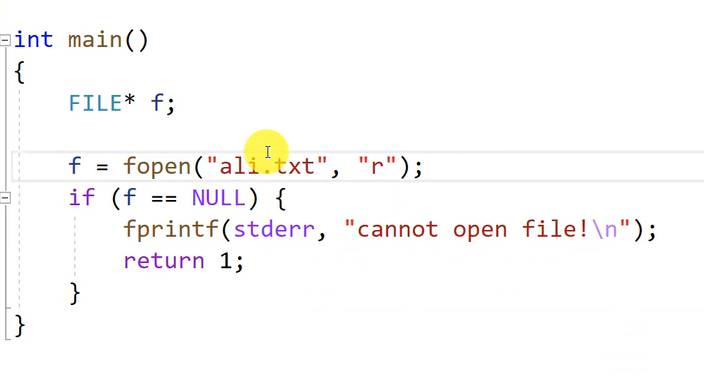 int main()
{
FILE* f;
f = fopen("ali.txt", "r");
if (f == NULL) {
fprintf(stderr, "cannot open file!\n");
return 1;
}
}